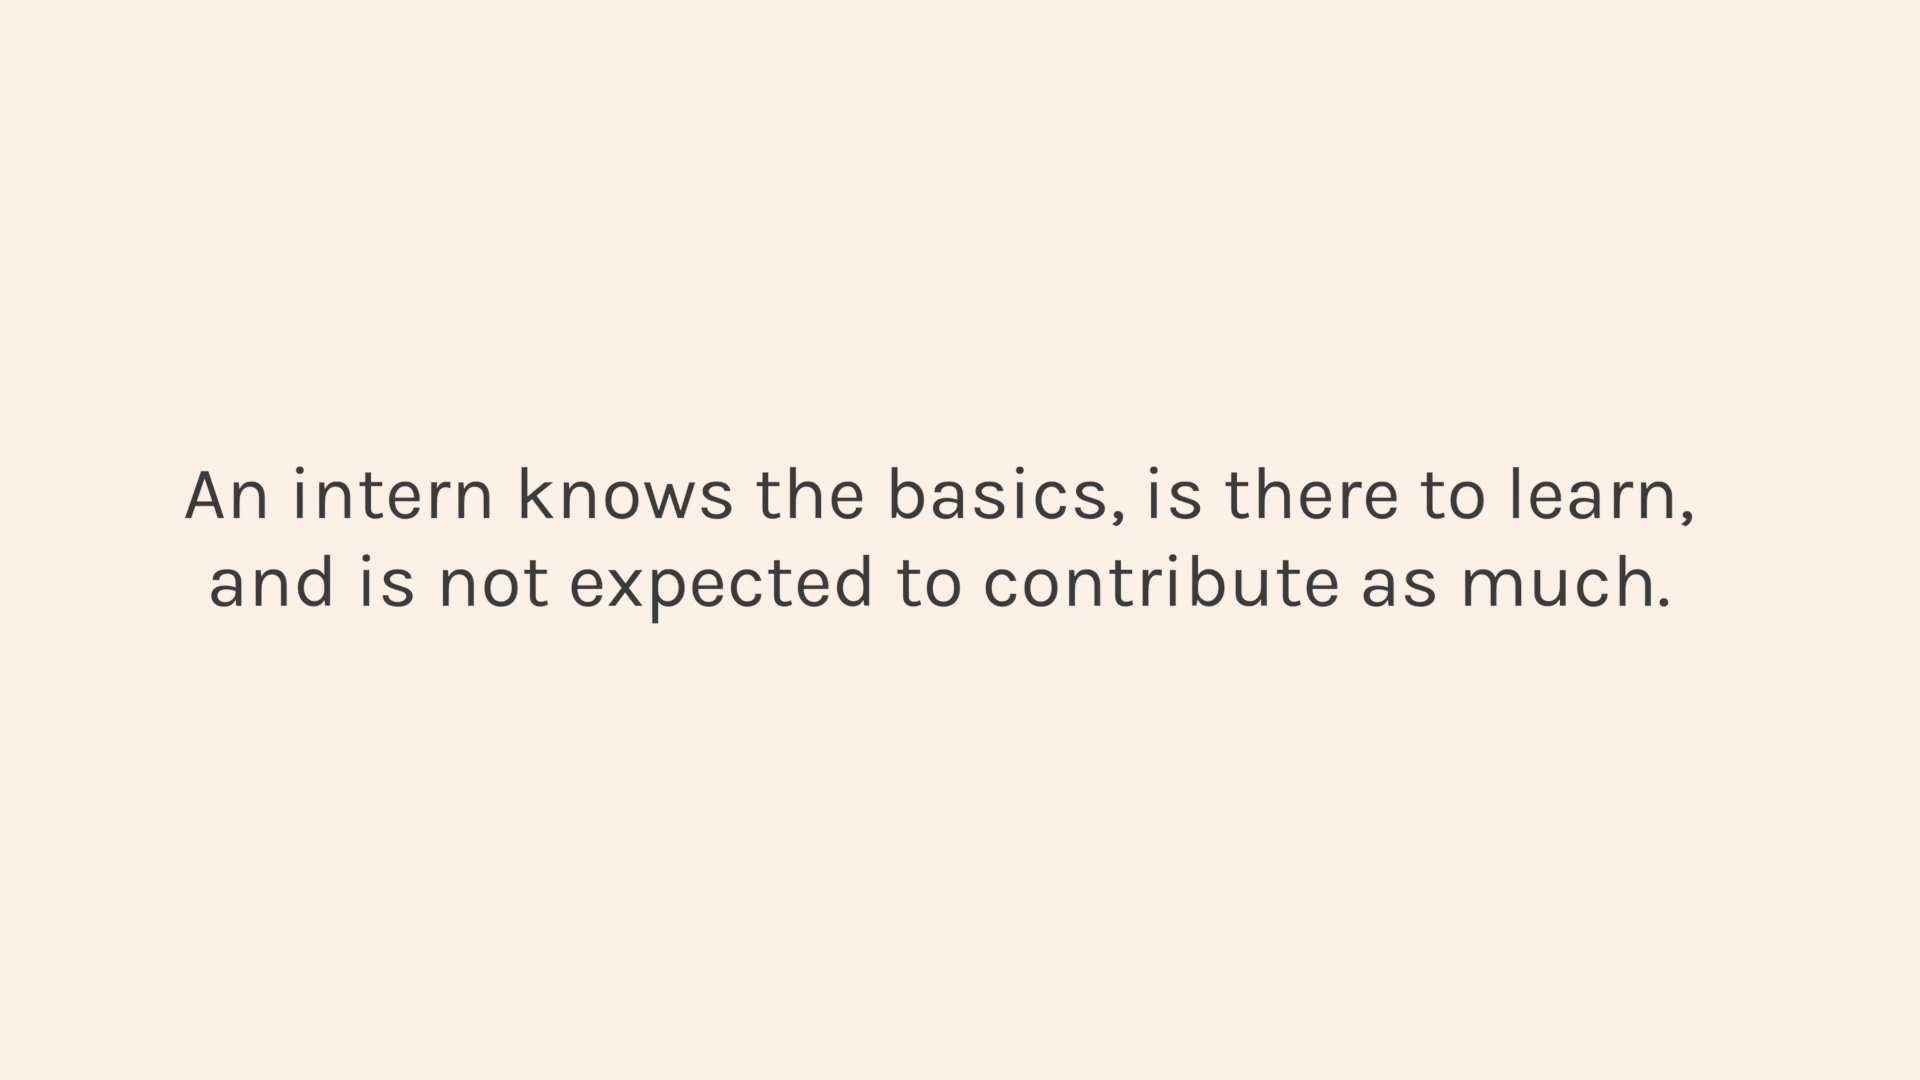 An intern knows the basics, is there to learn,
and is not expected to contribute as much.